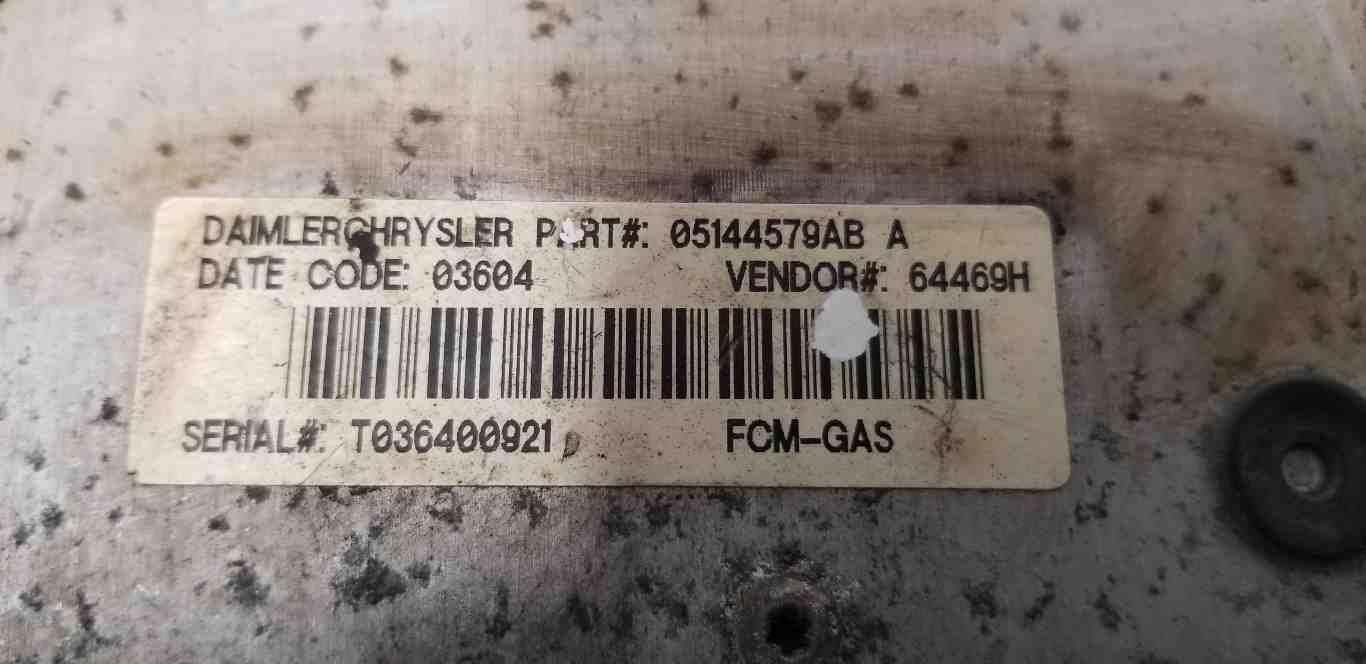 DAIMLERCHRYSLER PART#: 05144579AB A
DATE CODE: 03604 VENDOR#: 64469H
SERIAL#: T036400921
FCM-GAS